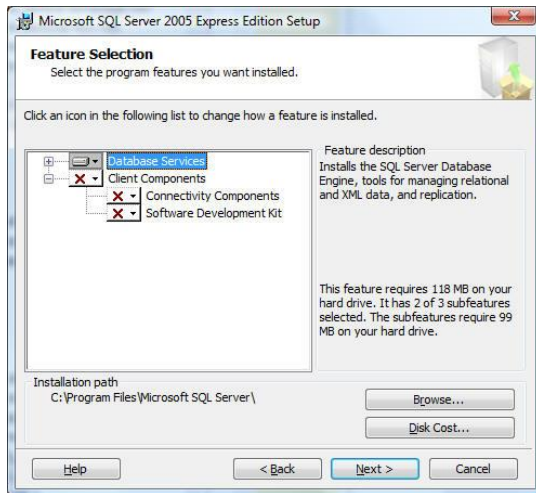 Microsoft SQL Server 2005 Express Edition Setup
Feature Selection
Select the program features you want installed.
Click an icon in the following list to change how a feature is installed.
Database Services
Client Components
Connectivity Components
Software Development Kit
Feature description
Installs the SQL Server Database
Engine, tools for managing relational
and XML data, and replication.
This feature requires 118 MB on your
hard drive. It has 2 of 3 subfeatures
selected. The subfeatures require 99
MB on your hard drive.
Installation path
C:\Program Files\Microsoft SQL Server\
Browse...
Disk Cost...
Help
< Back
Next >
Cancel